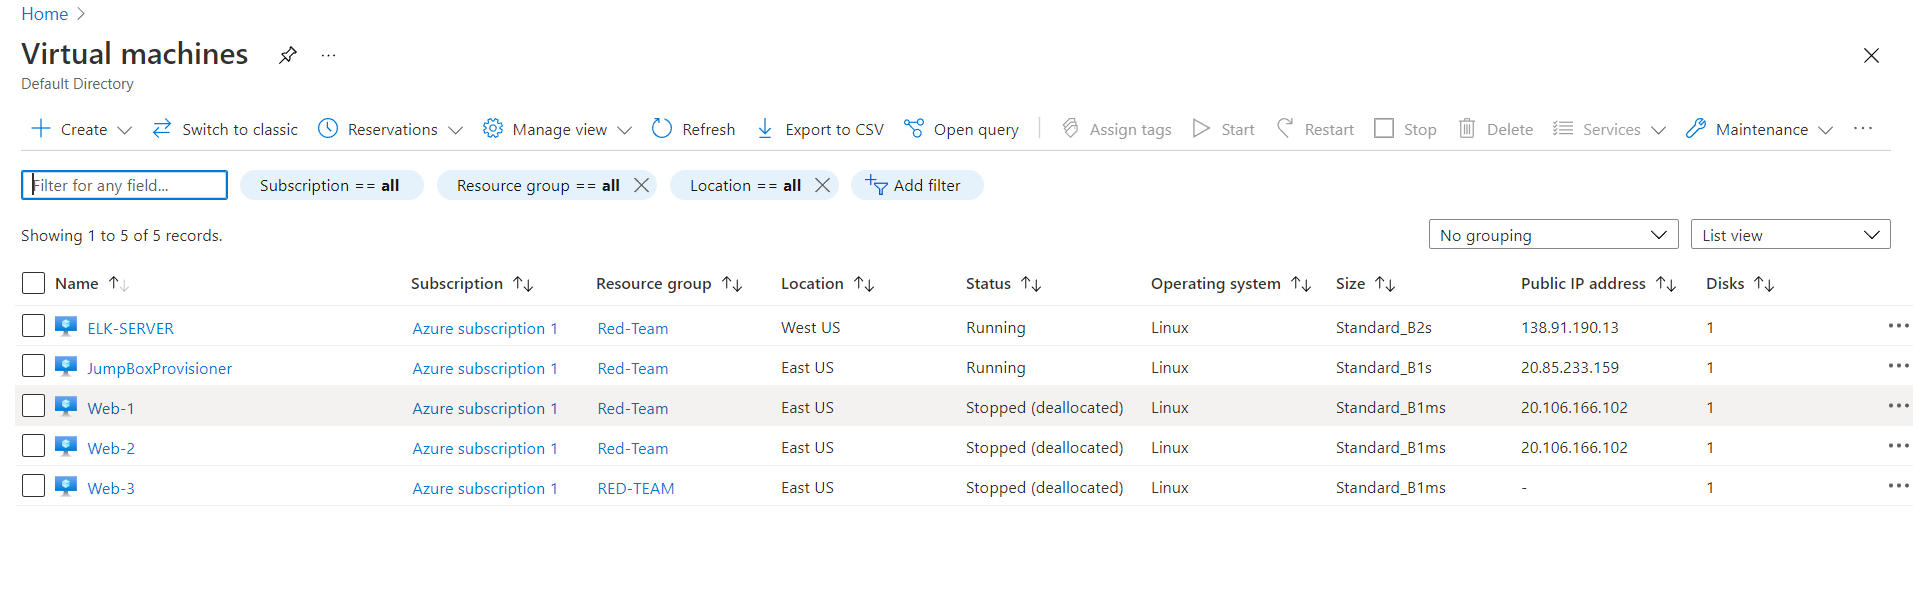 Home
Virtual machines
Default Directory
Create Switch to classic Reservations Manage view Refresh Export to CSV Open query Assign tags Start Restart Stop Delete Services Maintenance
Filter for any field... Subscription == all Resource group == all Location == all Add filter
Showing 1 to 5 of 5 records. No grouping List view
Name Subscription Resource group Location Status Operating system Size Public IP address Disks
ELK-SERVER Azure subscription 1 Red-Team West US Running Linux Standard_B2s 138.91.190.13 1
JumpBoxProvisioner Azure subscription 1 Red-Team East US Running Linux Standard_B1s 20.85.233.159 1
Web-1 Azure subscription 1 Red-Team East US Stopped (deallocated) Linux Standard_B1ms 20.106.166.102 1
Web-2 Azure subscription 1 Red-Team East US Stopped (deallocated) Linux Standard_B1ms 20.106.166.102 1
Web-3 Azure subscription 1 RED-TEAM East US Stopped (deallocated) Linux Standard_B1ms - 1